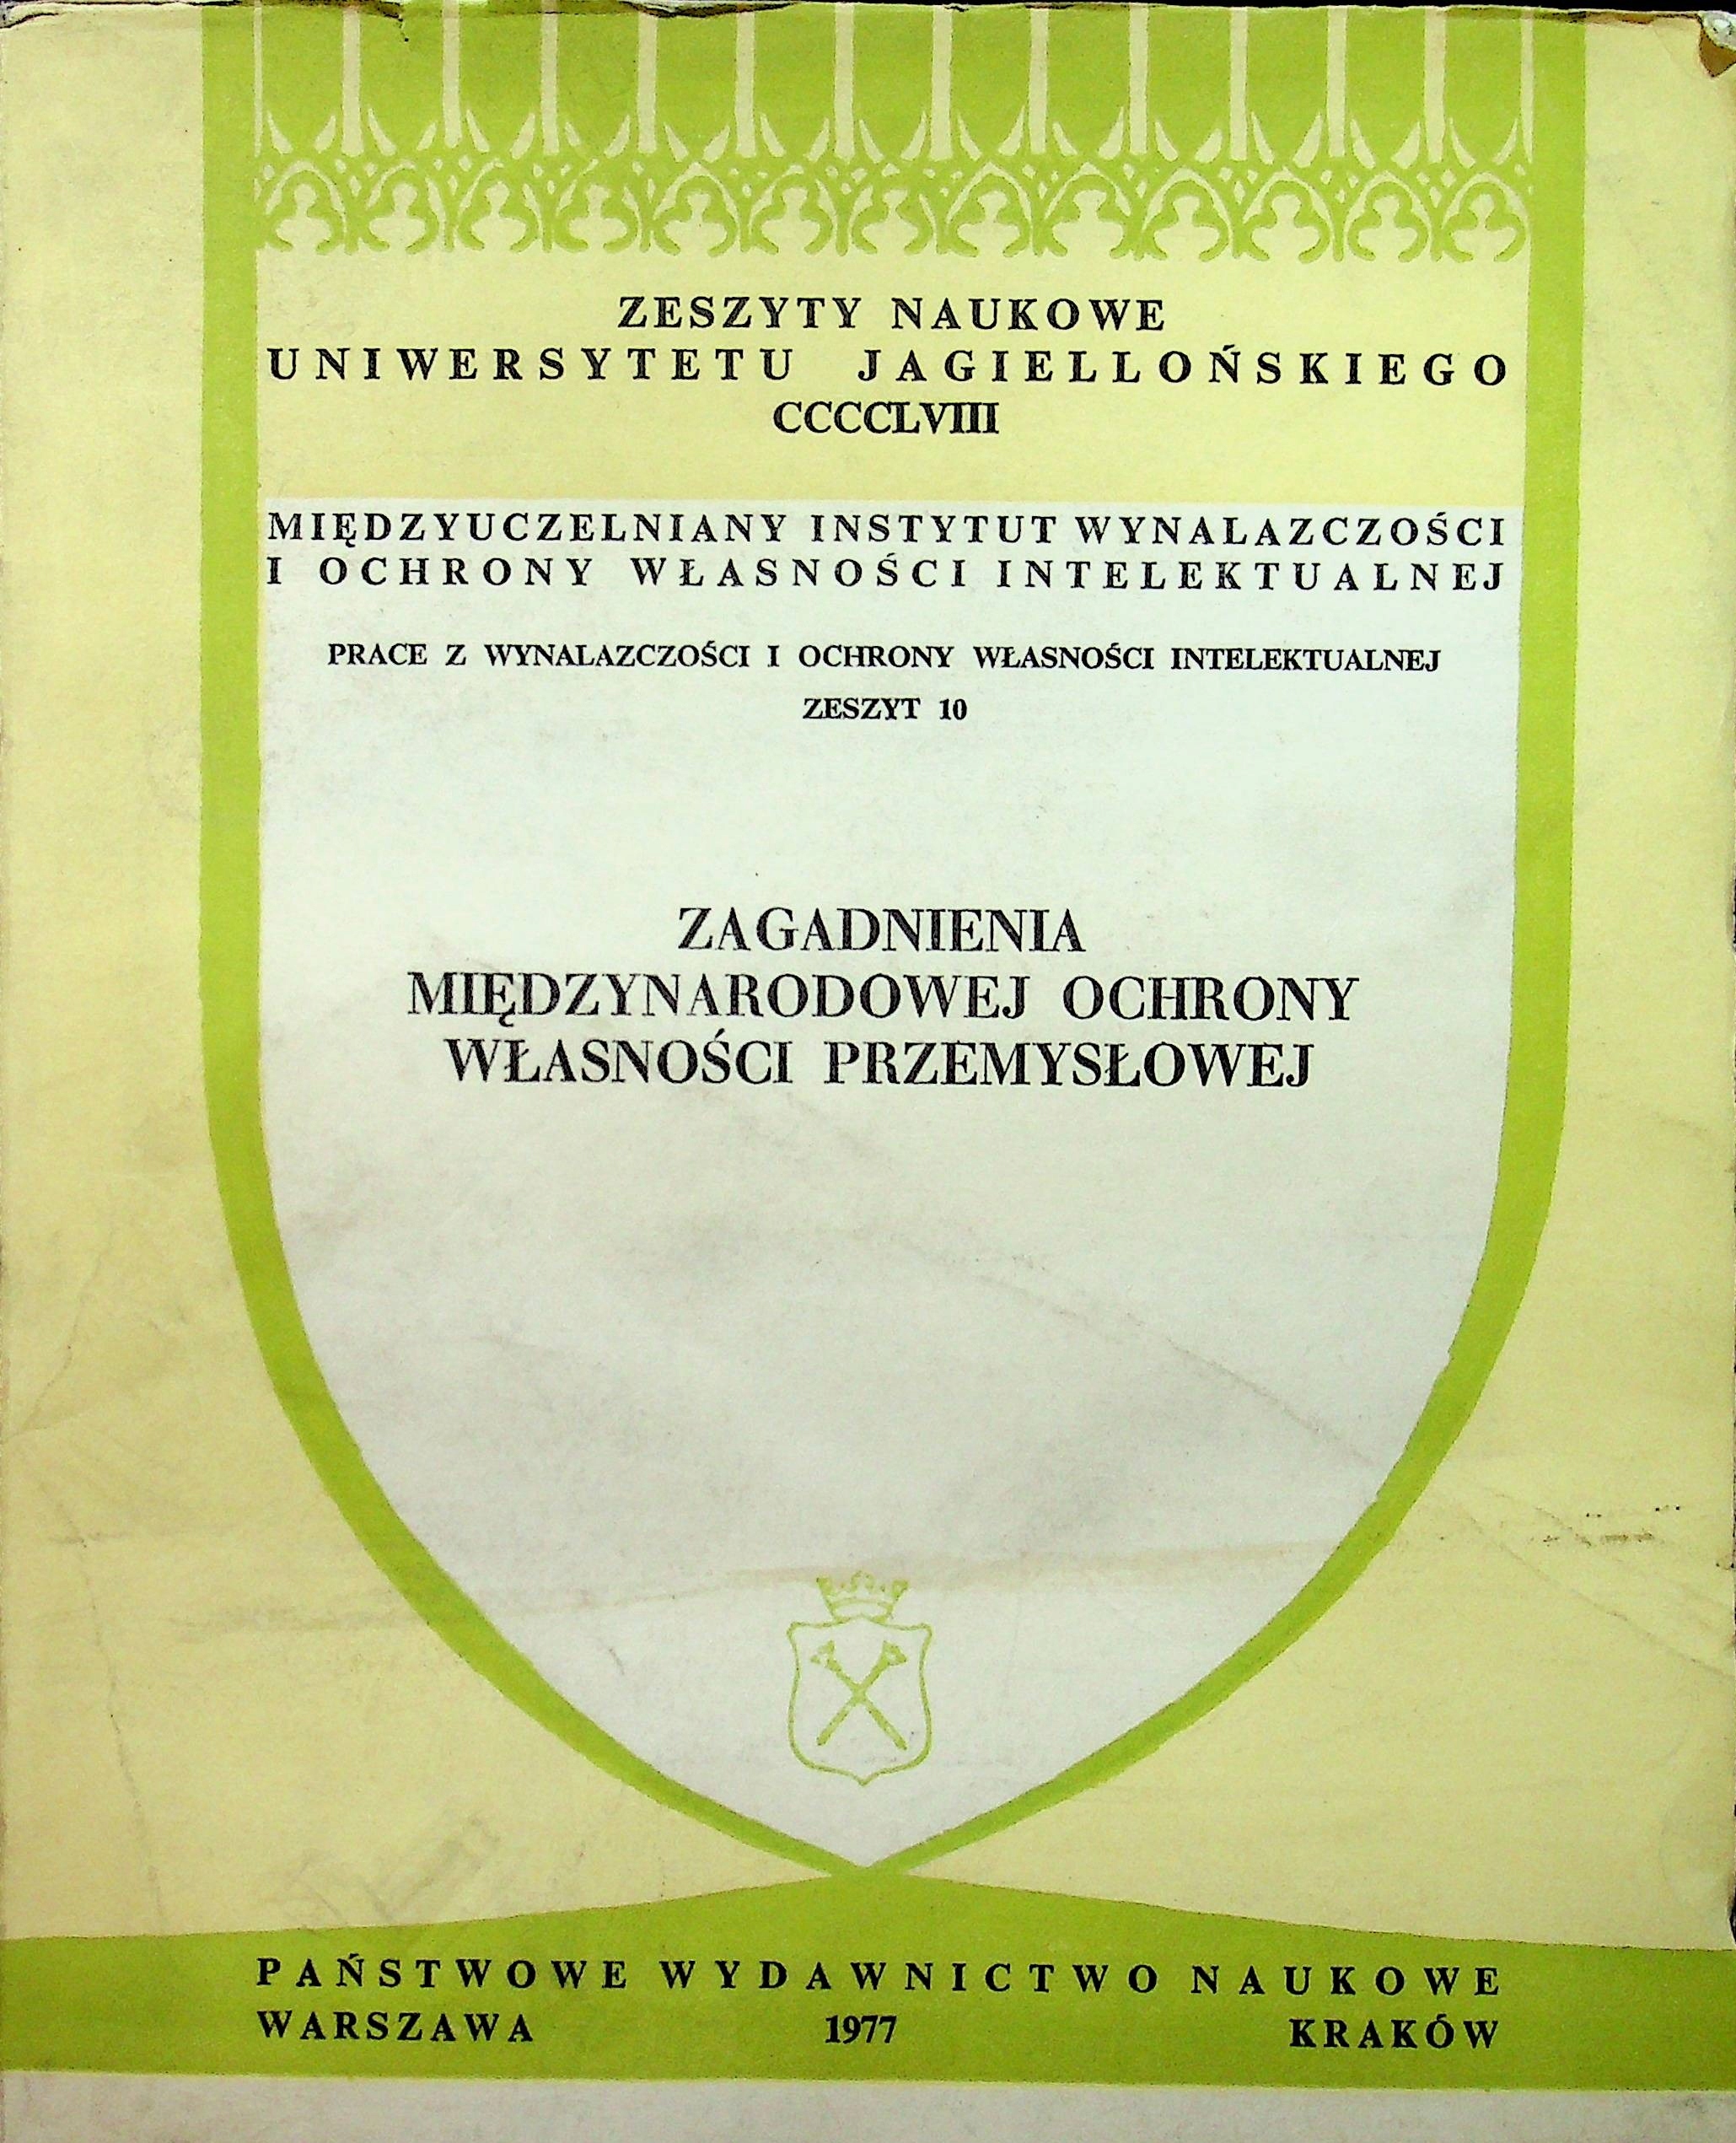 ZESZYTY NAUKOWE
UNIWERSYTETU JAGIELLOŃSKIEGO
CCCCCLVIII
MIĘDZYUCZELNIANY INSTYTUT WYNALAZCZOŚCI
I OCHRONY WŁASNOŚCI INTELEKTUALNEJ
PRACE Z WYNALAZCZOŚCI I OCHRONY WŁASNOŚCI INTELEKTUALNEJ
ZESZYT 10
ZAGADNIENIA
MIĘDZYNARODOWEJ OCHRONY
WŁASNOŚCI PRZEMYSŁOWEJ
PAŃSTWOWE WYDAWNICTWO NAUKOWE
WARSZAWA 1977 KRAKÓW